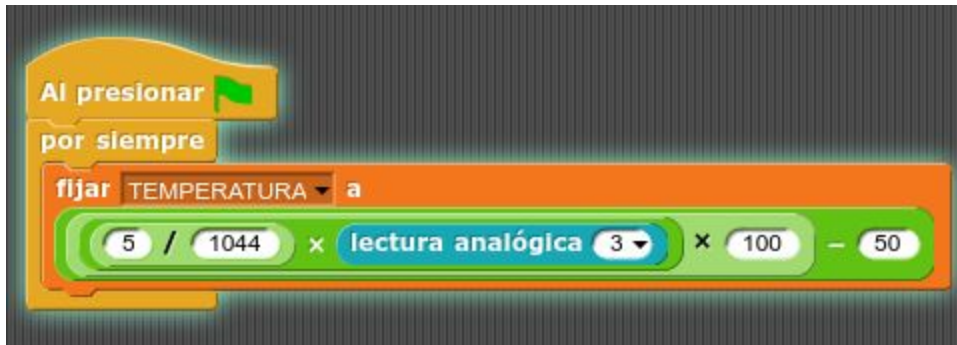 Al presionar
por siempre
fijar TEMPERATURA a
5 / 1044 × lectura analógica 3 × 100 − 50